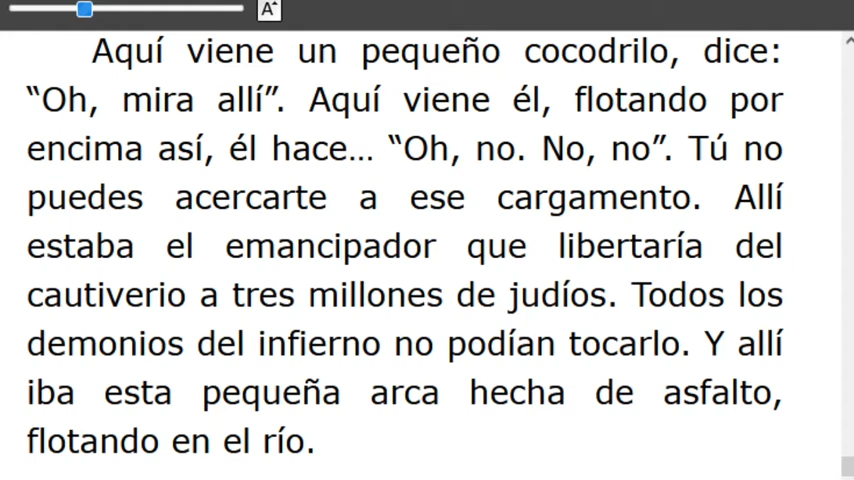 A
Aquí viene un pequeño cocodrilo, dice:
“Oh, mira allí”. Aquí viene él, flotando por
encima así, él hace... “Oh, no. No, no”. Tú no
puedes acercarte a ese cargamento. Allí
estaba el emancipador que libertaría del
cautiverio a tres millones de judíos. Todos los
demonios del infierno no podían tocarlo. Y allí
iba esta pequeña arca hecha de asfalto,
flotando en el río.